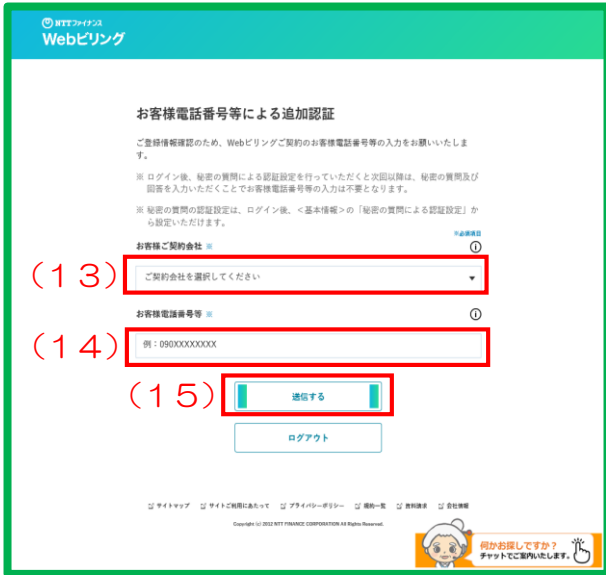 NTTファイナンス
Webビリング
お客様電話番号等による追加認証
ご登録情報確認のため、Webビリングご契約のお客様電話番号等の入力をお願いいたしま
す。
※ ログイン後、秘密の質問による認証設定を行っていただくと次回以降は、秘密の質問及び
回答を入力いただくことでお客様電話番号等の入力は不要となります。
※ 秘密の質問の認証設定は、ログイン後、＜基本情報＞の「秘密の質問による認証設定」か
ら設定いただけます。
※必須項目
お客様ご契約会社 ※
（１３）
ご契約会社を選択してください
お客様電話番号等 ※
（１４）
例：090XXXXXXXX
（１５）
送信する
ログアウト
サイトマップ サイトご利用にあたって プライバシーポリシー 規約一覧 資料請求 会社情報
Copyright (c) 2012 NTT FINANCE CORPORATION All Rights Reserved.
何かお探しですか？
チャットでご案内いたします。